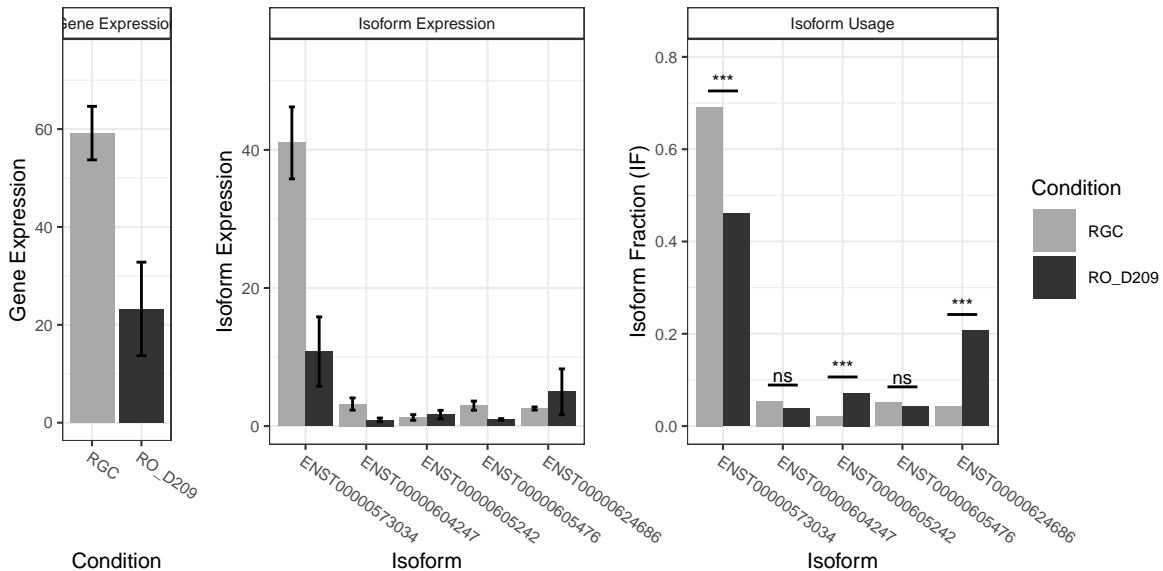 Gene Expression
Isoform Expression
Isoform Usage
Gene Expression
60
40
20
0
RGC
RO_D209
Condition
Isoform Expression
40
20
0
ENST00000573034
ENST00000604247
ENST00000605242
ENST00000605476
ENST00000624686
Isoform
Isoform Fraction (IF)
0.8
0.6
0.4
0.2
0.0
***
ns
***
ns
***
ENST00000573034
ENST00000604247
ENST00000605242
ENST00000605476
ENST00000624686
Isoform
Condition
RGC
RO_D209